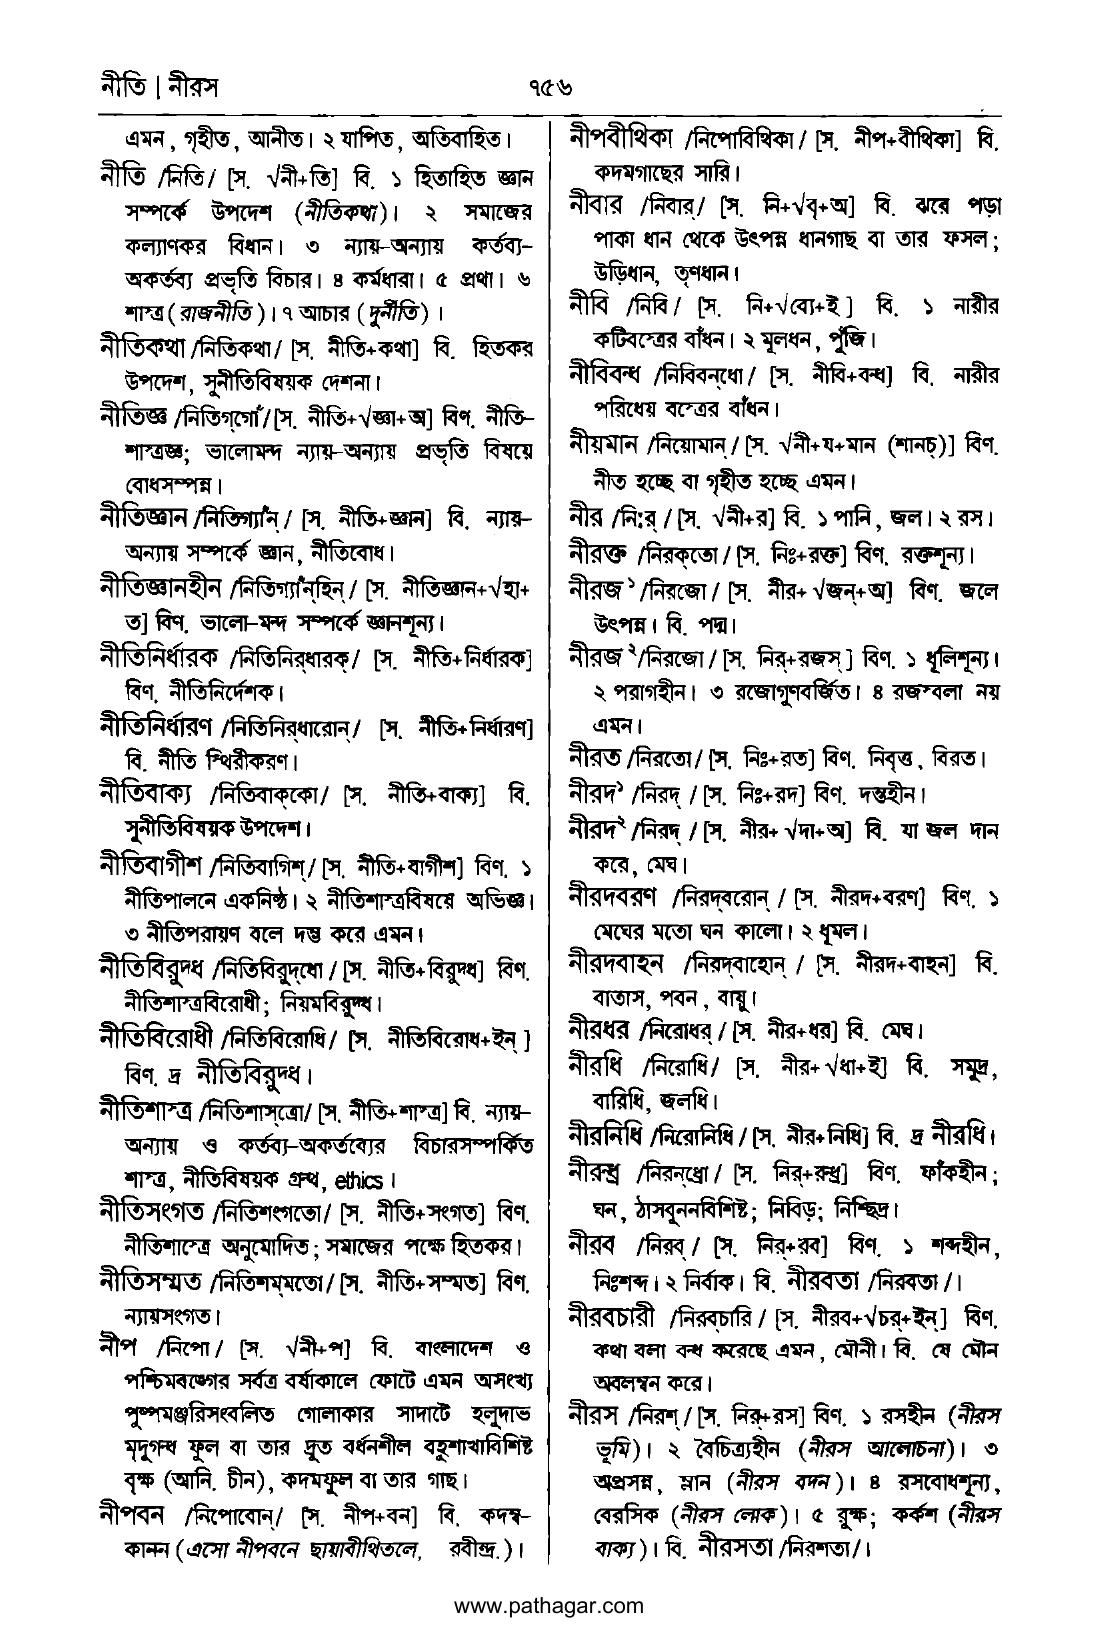 নীতি | নীরস
৭৫৬
এমন, গৃহীত, আনীত। ২ যাপিত, অতিবাহিত।
নীতি /নিতি/ [স. √নী+তি] বি. ১ হিতাহিত জ্ঞান
সম্পর্কে উপদেশ (নীতিকথা)। ২ সমাজের
কল্যাণকর বিধান। ৩ ন্যায়-অন্যায় কর্তব্য-
অকর্তব্য প্রভৃতি বিচার। ৪ কর্মধারা। ৫ প্রথা। ৬
শাস্ত্র (রাজনীতি)। ৭ আচার (দুর্নীতি)।
নীতিকথা /নিতিকথা/ [স. নীতি+কথা] বি. হিতকর
উপদেশ, সুনীতিবিষয়ক দেশনা।
নীতিজ্ঞ /নিতিগ্‌গোঁ/ [স. নীতি+√জ্ঞা+অ] বিণ. নীতি-
শাস্ত্রজ্ঞ; ভালোমন্দ ন্যায়-অন্যায় প্রভৃতি বিষয়ে
বোধসম্পন্ন।
নীতিজ্ঞান /নিতিগ্যাঁন্/ [স. নীতি+জ্ঞান] বি. ন্যায়-
অন্যায় সম্পর্কে জ্ঞান, নীতিবোধ।
নীতিজ্ঞানহীন /নিতিগ্যাঁন্‌হিন্/ [স. নীতিজ্ঞান+√হা+
ত] বিণ. ভালো-মন্দ সম্পর্কে জ্ঞানশূন্য।
নীতিনির্ধারক /নিতিনির্‌ধারক্/ [স. নীতি+নির্ধারক]
বিণ. নীতিনির্দেশক।
নীতিনির্ধারণ /নিতিনির্‌ধারোন্/ [স. নীতি+নির্ধারণ]
বি. নীতি স্থিরীকরণ।
নীতিবাক্য /নিতিবাক্‌কো/ [স. নীতি+বাক্য] বি.
সুনীতিবিষয়ক উপদেশ।
নীতিবাগীশ /নিতিবাগিশ্/ [স. নীতি+বাগীশ] বিণ. ১
নীতিপালনে একনিষ্ঠ। ২ নীতিশাস্ত্রবিষয়ে অভিজ্ঞ।
৩ নীতিপরায়ণ বলে দম্ভ করে এমন।
নীতিবিরুদ্ধ /নিতিবিরুদ্‌ধো/ [স. নীতি+বিরুদ্ধ] বিণ.
নীতিশাস্ত্রবিরোধী; নিয়মবিরুদ্ধ।
নীতিবিরোধী /নিতিবিরোধি/ [স. নীতিবিরোধ+ইন্]
বিণ. দ্র নীতিবিরুদ্ধ।
নীতিশাস্ত্র /নিতিশাস্‌ত্রো/ [স. নীতি+শাস্ত্র] বি. ন্যায়-
অন্যায় ও কর্তব্য-অকর্তব্যের বিচারসম্পর্কিত
শাস্ত্র, নীতিবিষয়ক গ্রন্থ, ethics।
নীতিসংগত /নিতিশংগতো/ [স. নীতি+সংগত] বিণ.
নীতিশাস্ত্রে অনুমোদিত; সমাজের পক্ষে হিতকর।
নীতিসম্মত /নিতিশম্‌মতো/ [স. নীতি+সম্মত] বিণ.
ন্যায়সংগত।
নীপ /নিপো/ [স. √নী+প] বি. বাংলাদেশ ও
পশ্চিমবঙ্গের সর্বত্র বর্ষাকালে ফোটে এমন অসংখ্য
পুষ্পমঞ্জরিসংবলিত গোলাকার সাদাটে হলুদাভ
মৃদুগন্ধ ফুল বা তার দ্রুত বর্ধনশীল বহুশাখাবিশিষ্ট
বৃক্ষ (আনি. চীন), কদমফুল বা তার গাছ।
নীপবন /নিপোবোন্/ [স. নীপ+বন] বি. কদম্ব-
কানন (এসো নীপবনে ছায়াবীথিতলে, রবীন্দ্র.)।
নীপবীথিকা /নিপোবিথিকা/ [স. নীপ+বীথিকা] বি.
কদমগাছের সারি।
নীবার /নিবার্/ [স. নি+√বৃ+অ] বি. ঝরে পড়া
পাকা ধান থেকে উৎপন্ন ধানগাছ বা তার ফসল;
উড়িধান, তৃণধান।
নীবি /নিবি/ [স. নি+√ব্যে+ই] বি. ১ নারীর
কটিবস্ত্রের বাঁধন। ২ মূলধন, পুঁজি।
নীবিবন্ধ /নিবিবন্‌ধো/ [স. নীবি+বন্ধ] বি. নারীর
পরিধেয় বস্ত্রের বাঁধন।
নীয়মান /নিয়োমান্/ [স. √নী+য+মান (শানচ্)] বিণ.
নীত হচ্ছে বা গৃহীত হচ্ছে এমন।
নীর /নি:র্/ [স. √নী+র] বি. ১ পানি, জল। ২ রস।
নীরক্ত /নিরক্‌তো/ [স. নিঃ+রক্ত] বিণ. রক্তশূন্য।
নীরজ¹ /নিরজো/ [স. নীর+√জন্+অ] বিণ. জলে
উৎপন্ন। বি. পদ্ম।
নীরজ² /নিরজো/ [স. নির্+রজস্] বিণ. ১ ধূলিশূন্য।
২ পরাগহীন। ৩ রজোগুণবর্জিত। ৪ রজস্বলা নয়
এমন।
নীরত /নিরতো/ [স. নিঃ+রত] বিণ. নিবৃত্ত, বিরত।
নীরদ¹ /নিরদ্/ [স. নিঃ+রদ] বিণ. দন্তহীন।
নীরদ² /নিরদ্/ [স. নীর+√দা+অ] বি. যা জল দান
করে, মেঘ।
নীরদবরণ /নিরদ্‌বরোন্/ [স. নীরদ+বরণ] বিণ. ১
মেঘের মতো ঘন কালো। ২ ধূমল।
নীরদবাহন /নিরদ্‌বাহোন্/ [স. নীরদ+বাহন] বি.
বাতাস, পবন, বায়ু।
নীরধর /নিরোধর্/ [স. নীর+ধর] বি. মেঘ।
নীরধি /নিরোধি/ [স. নীর+√ধা+ই] বি. সমুদ্র,
বারিধি, জলধি।
নীরনিধি /নিরোনিধি/ [স. নীর+নিধি] বি. দ্র নীরধি।
নীরন্ধ্র /নিরন্‌ধ্রো/ [স. নির্+রন্ধ্র] বিণ. ফাঁকহীন;
ঘন, ঠাসবুননবিশিষ্ট; নিবিড়; নিশ্ছিদ্র।
নীরব /নিরব্/ [স. নির্+রব] বিণ. ১ শব্দহীন,
নিঃশব্দ। ২ নির্বাক। বি. নীরবতা /নিরবতা/।
নীরবচারী /নিরব্‌চারি/ [স. নীরব+√চর্+ইন্] বিণ.
কথা বলা বন্ধ করেছে এমন, মৌনী। বি. যে মৌন
অবলম্বন করে।
নীরস /নিরশ্/ [স. নির্+রস] বিণ. ১ রসহীন (নীরস
ভূমি)। ২ বৈচিত্র্যহীন (নীরস আলোচনা)। ৩
অপ্রসন্ন, ম্লান (নীরস বদন)। ৪ রসবোধশূন্য,
বেরসিক (নীরস লোক)। ৫ রুক্ষ; কর্কশ (নীরস
বাক্য)। বি. নীরসতা /নিরশতা/।
www.pathagar.com